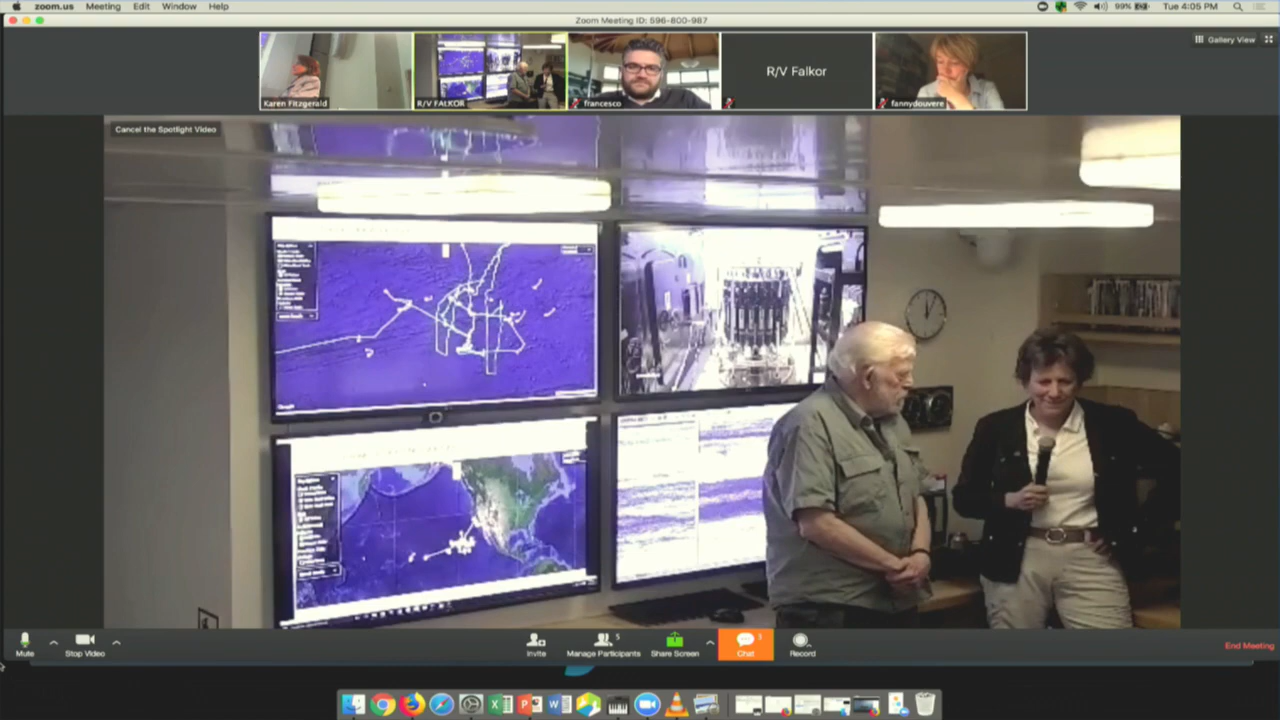 zoom.us Meeting Edit Window Help 99% Tue 4:05 PM
Zoom Meeting ID: 596-800-987
Gallery View
R/V Falkor
Karen Fitzgerald
R/V FALKOR
francesco
fannydouvere
Cancel the Spotlight Video
Mute
Stop Video
Invite
5
Manage Participants
Share Screen
3
Chat
Record
End Meeting